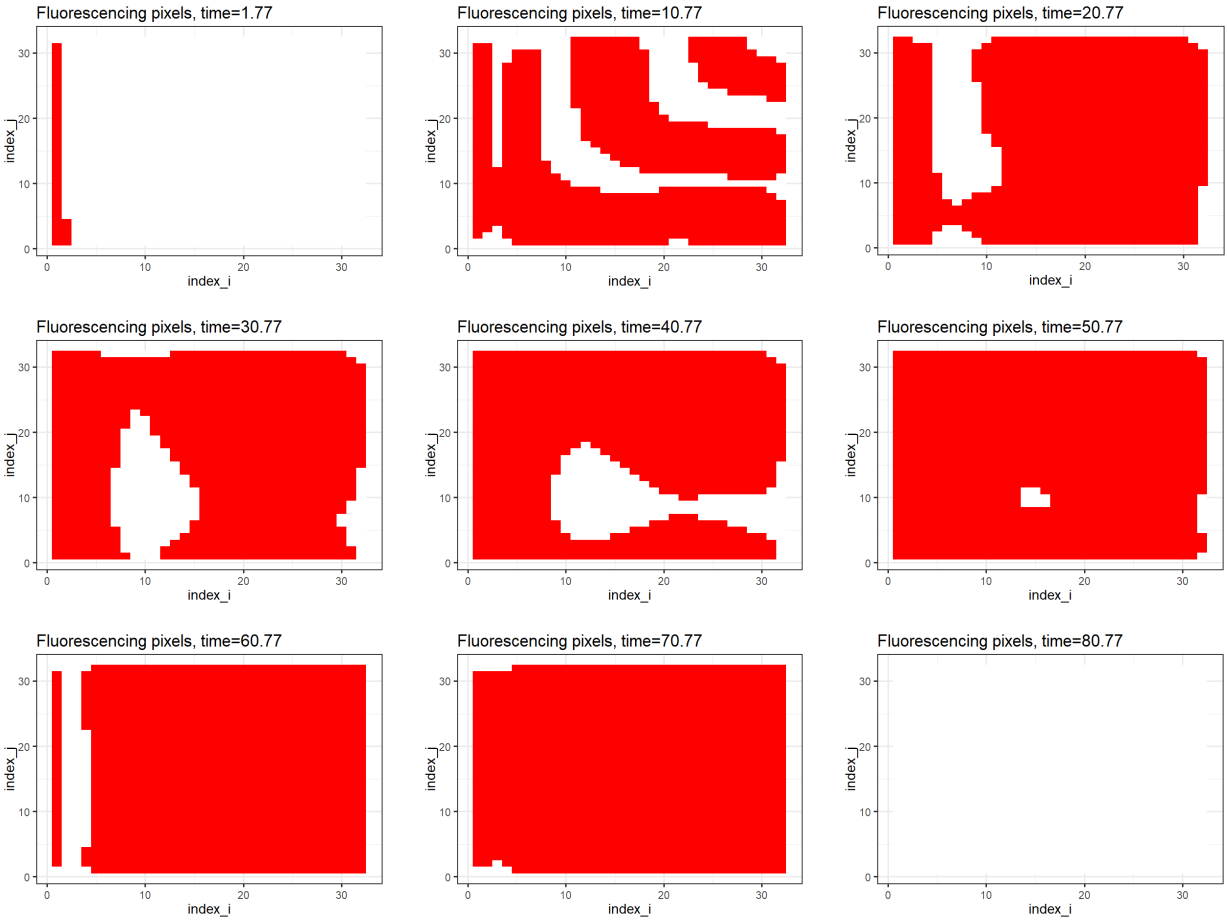 Fluorescencing pixels, time=1.77
Fluorescencing pixels, time=10.77
Fluorescencing pixels, time=20.77
30
20
10
0
index_j
0 10 20 30
index_i
30
20
10
0
index_j
0 10 20 30
index_i
30
20
10
0
index_j
0 10 20 30
index_i
Fluorescencing pixels, time=30.77
Fluorescencing pixels, time=40.77
Fluorescencing pixels, time=50.77
30
20
10
0
index_j
0 10 20 30
index_i
30
20
10
0
index_j
0 10 20 30
index_i
30
20
10
0
index_j
0 10 20 30
index_i
Fluorescencing pixels, time=60.77
Fluorescencing pixels, time=70.77
Fluorescencing pixels, time=80.77
30
20
10
0
index_j
0 10 20 30
index_i
30
20
10
0
index_j
0 10 20 30
index_i
30
20
10
0
index_j
0 10 20 30
index_i